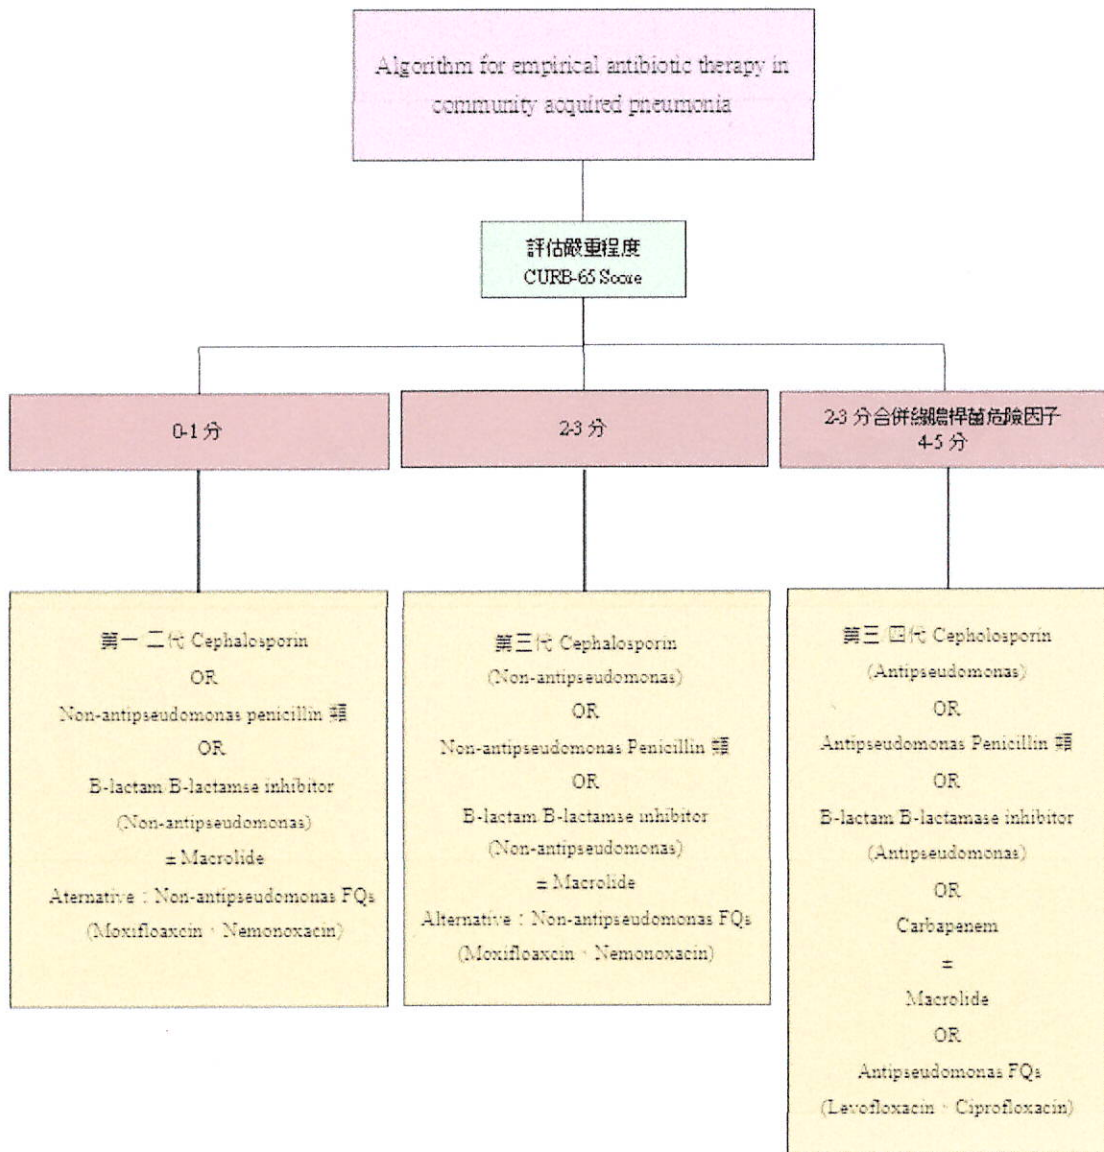 Algorithm for empirical antibiotic therapy in
community acquired pneumonia
評估嚴重程度
CURB-65 Score
0-1 分
2-3 分
2-3 分合併綠膿桿菌危險因子
4-5 分
第一 二代 Cephalosporin
OR
Non-antipseudomonas penicillin 類
OR
B-lactam B-lactamse inhibitor
(Non-antipseudomonas)
± Macrolide
Aternative：Non-antipseudomonas FQs
(Moxifloaxcin、Nemonoxacin)
第三代 Cephalosporin
(Non-antipseudomonas)
OR
Non-antipseudomonas Penicillin 類
OR
B-lactam B-lactamse inhibitor
(Non-antipseudomonas)
± Macrolide
Alternative：Non-antipseudomonas FQs
(Moxifloaxcin、Nemonoxacin)
第三 四代 Cepholosporin
(Antipseudomonas)
OR
Antipseudomonas Penicillin 類
OR
B-lactam B-lactamase inhibitor
(Antipseudomonas)
OR
Carbapenem
±
Macrolide
OR
Antipseudomonas FQs
(Levofloxacin、Ciprofloxacin)